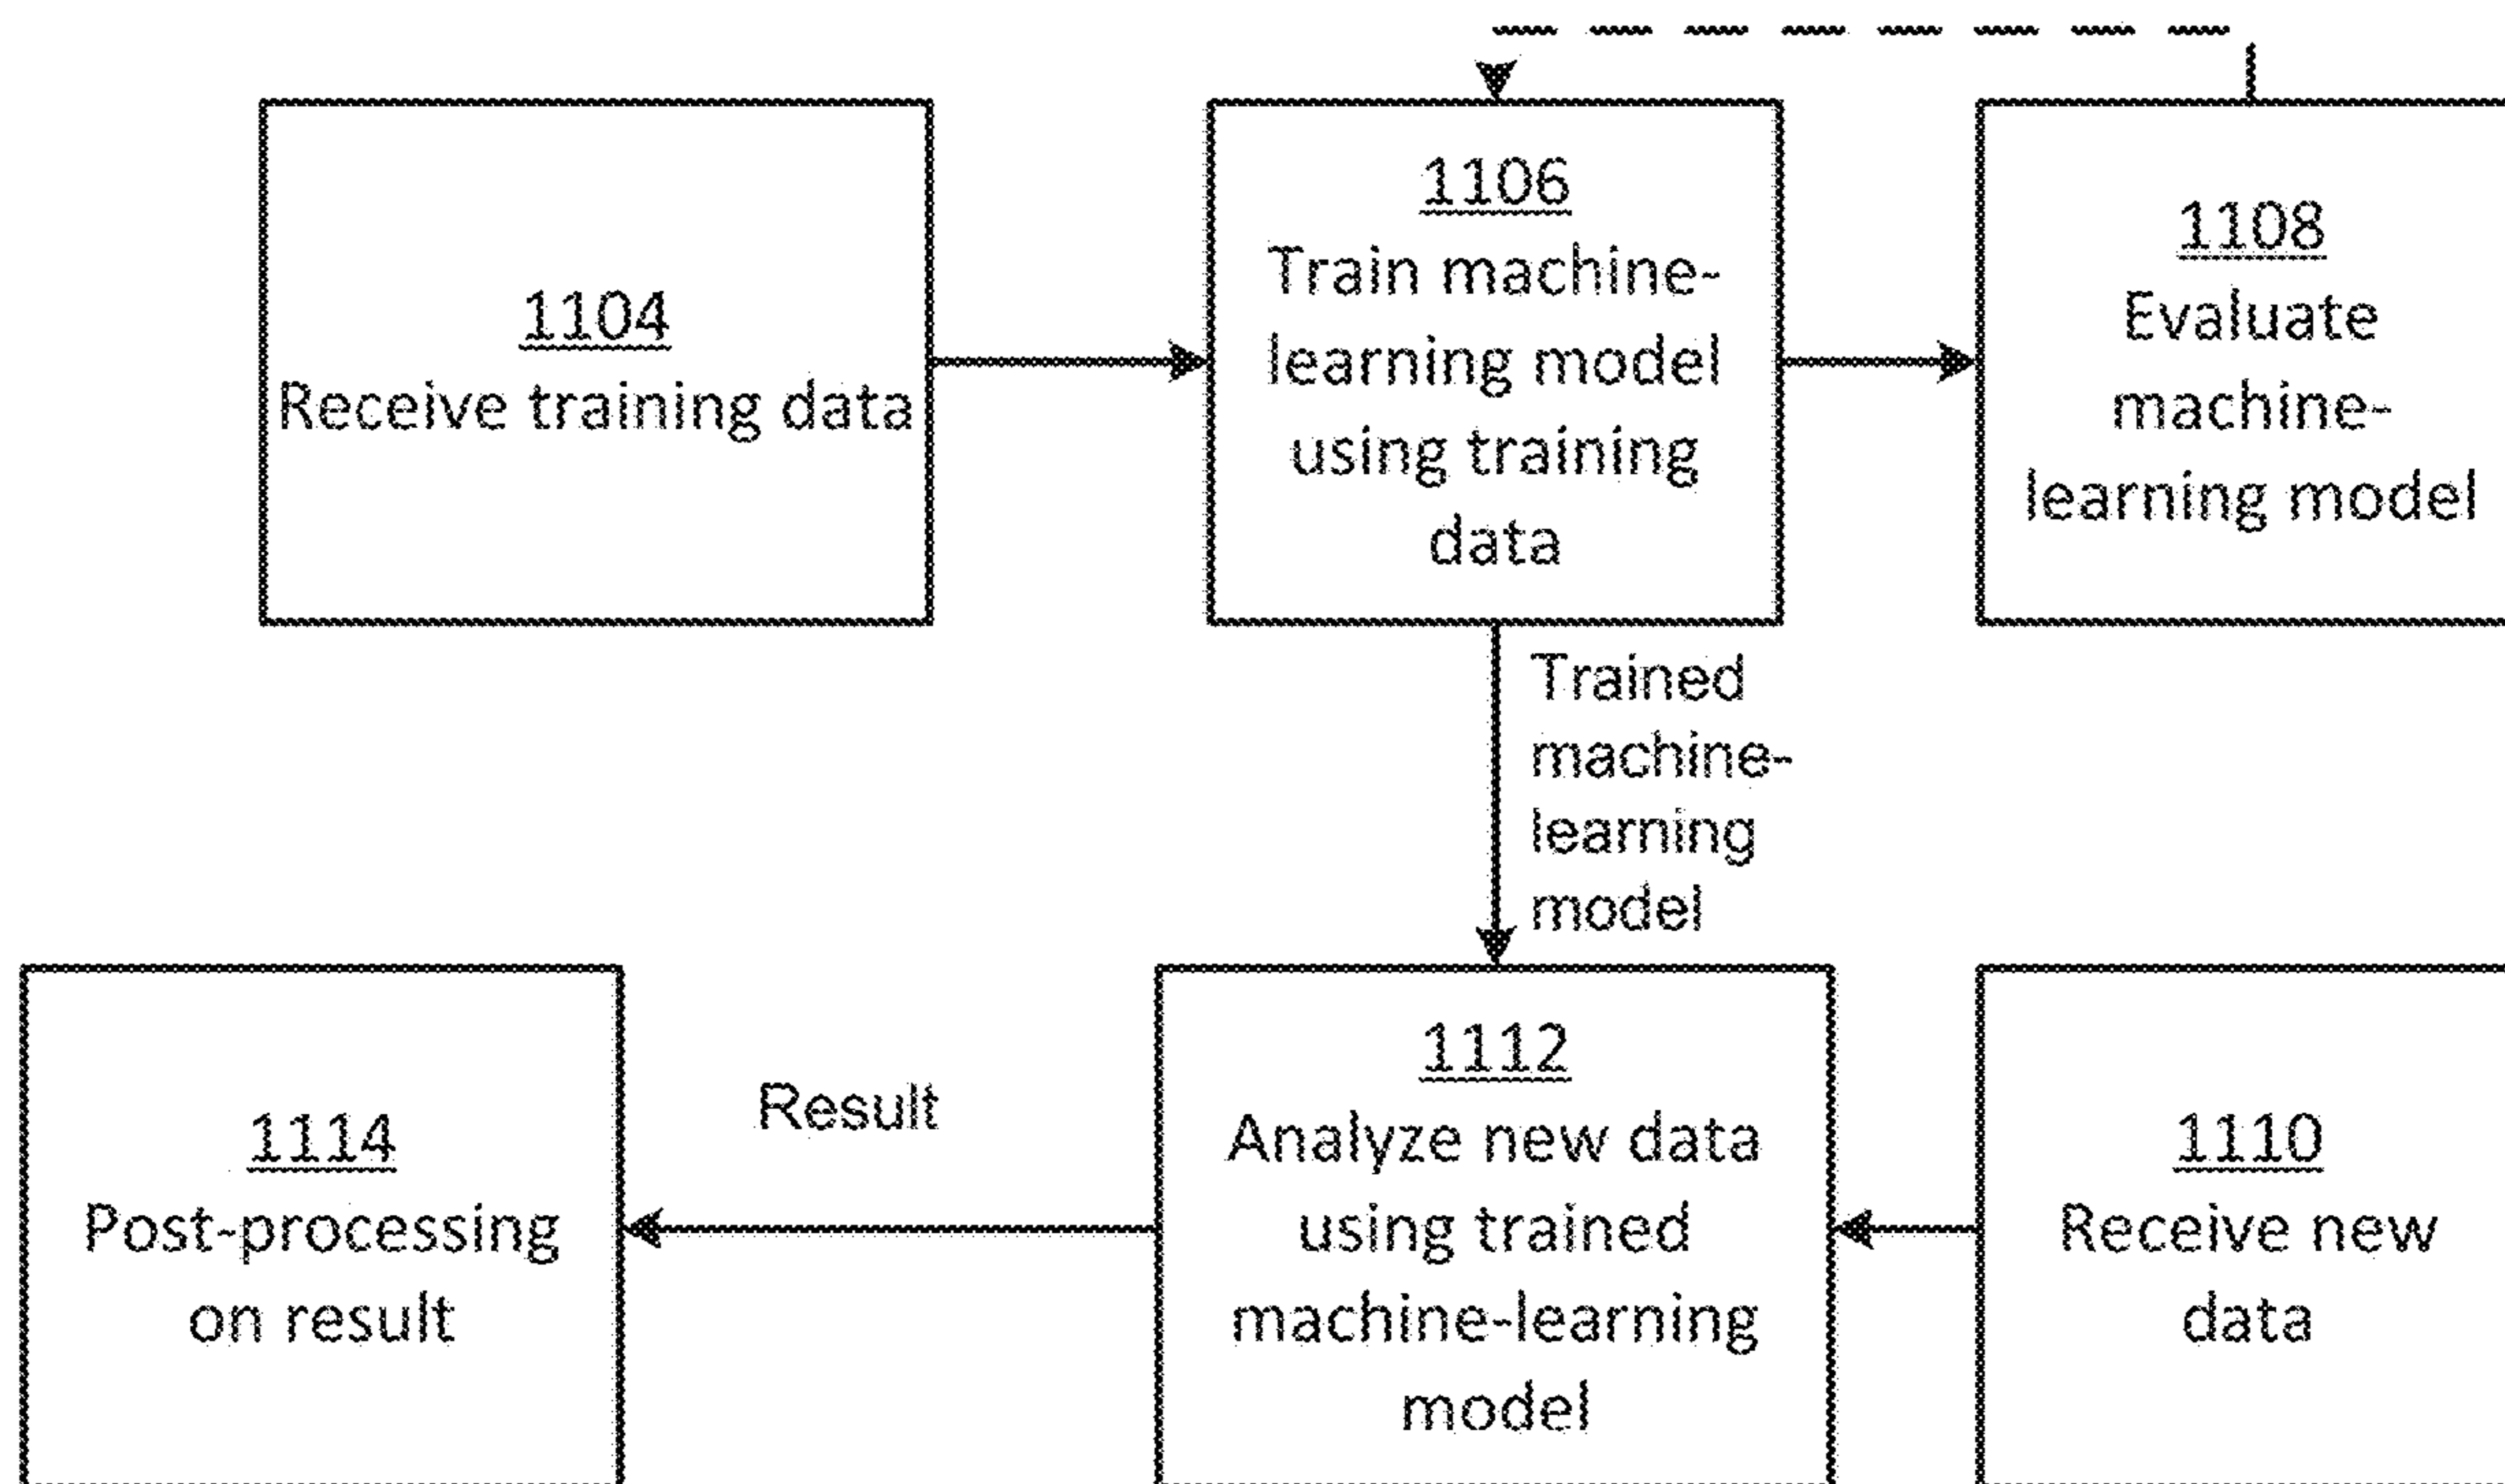 1104
Receive training data
1106
Train machine-
learning model
using training
data
1108
Evaluate
machine-
learning model
Trained
machine-
learning
model
1114
Post-processing
on result
Result
1112
Analyze new data
using trained
machine-learning
model
1110
Receive new
data